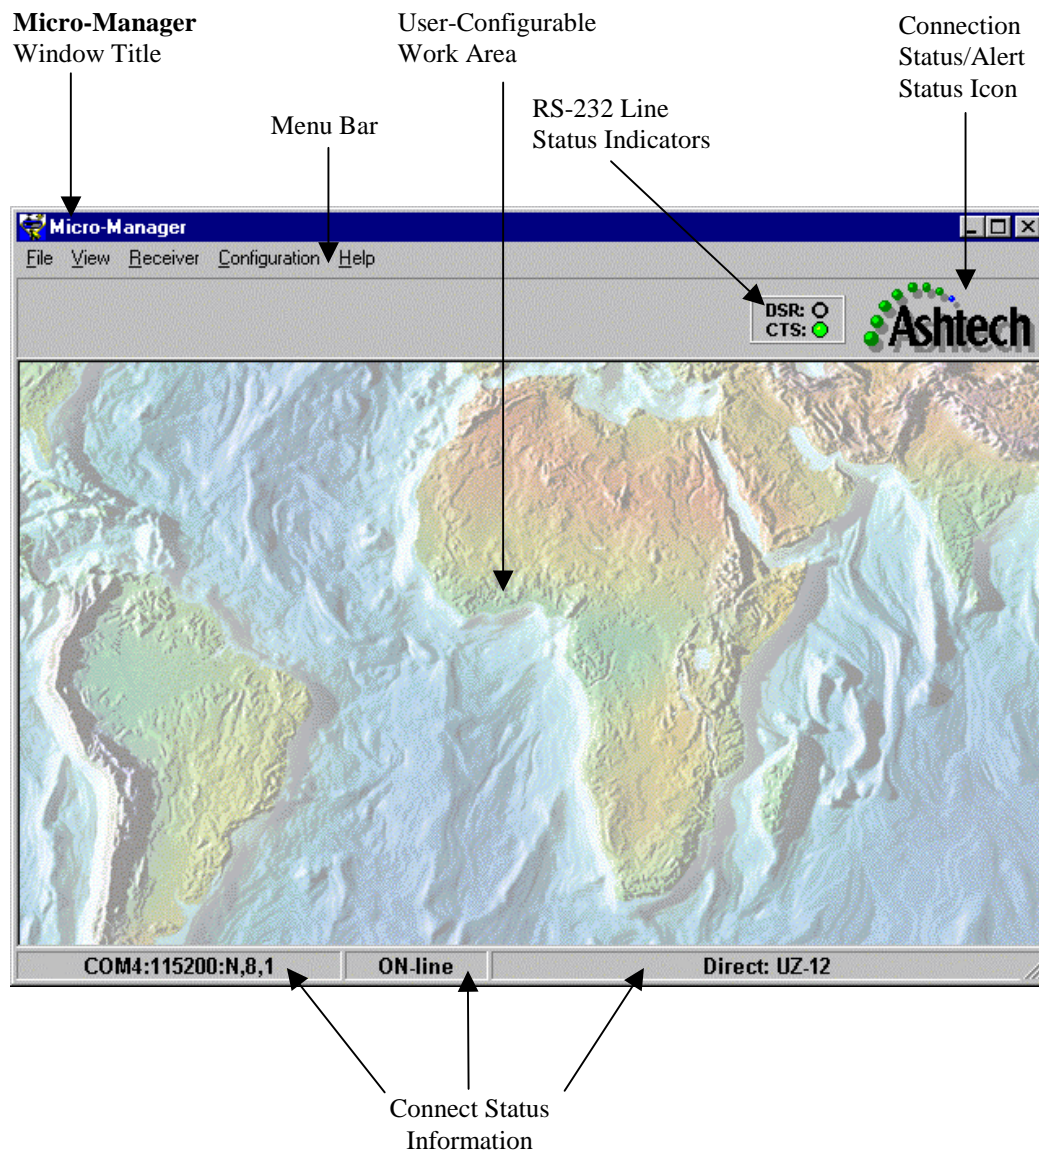 Micro-Manager
Window Title
User-Configurable
Work Area
Connection
Status/Alert
Status Icon
Menu Bar
RS-232 Line
Status Indicators
Micro-Manager
File View Receiver Configuration Help
DSR:
CTS:
Ashtech
COM4:115200:N,8,1 ON-line Direct: UZ-12
Connect Status
Information